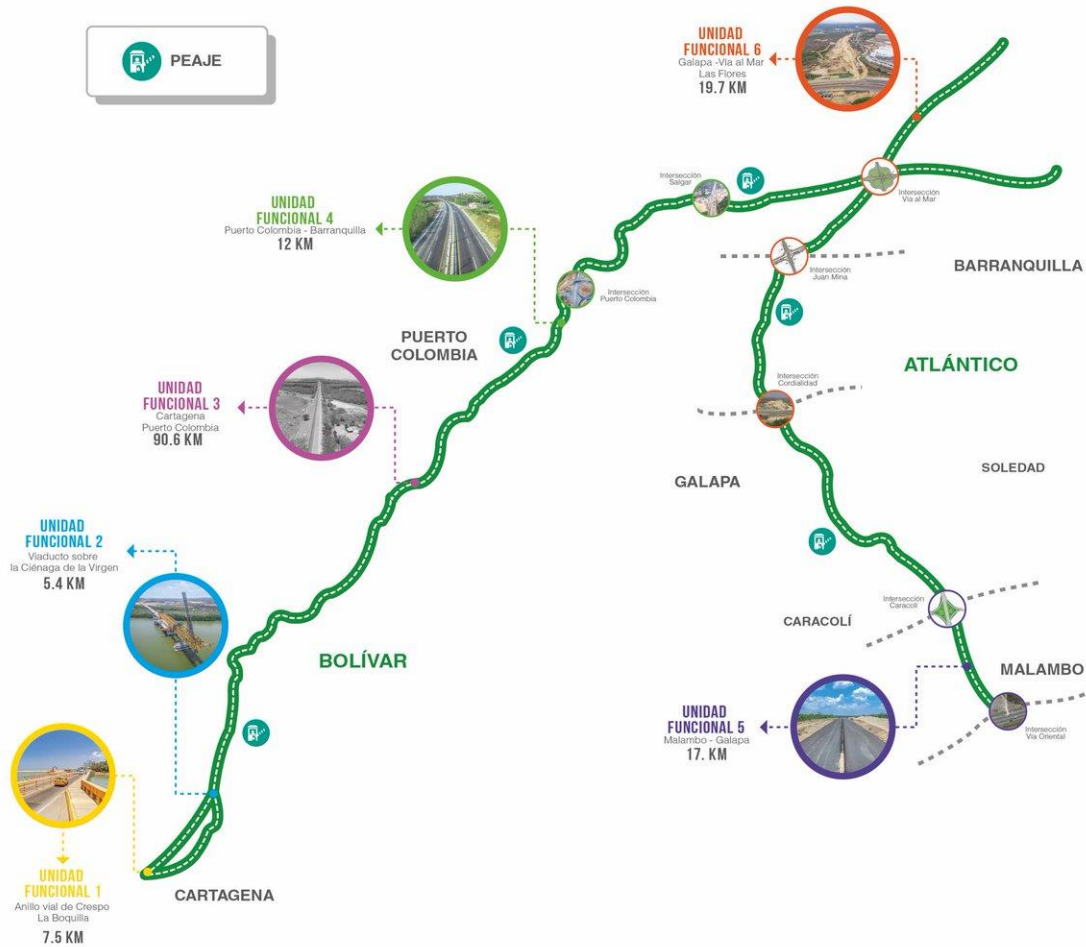 PEAJE
UNIDAD
FUNCIONAL 6
Galapa -Vía al Mar
Las Flores
19.7 KM
Intersección
Salgar
Intersección
Vía al Mar
UNIDAD
FUNCIONAL 4
Puerto Colombia - Barranquilla
12 KM
Intersección
Juan Mina
BARRANQUILLA
Intersección
Puerto Colombia
PUERTO
COLOMBIA
ATLÁNTICO
UNIDAD
FUNCIONAL 3
Cartagena
Puerto Colombia
90.6 KM
Intersección
Cordialidad
GALAPA
SOLEDAD
UNIDAD
FUNCIONAL 2
Viaducto sobre
la Ciénaga de la Virgen
5.4 KM
Intersección
Caracolí
CARACOLÍ
BOLÍVAR
MALAMBO
UNIDAD
FUNCIONAL 5
Malambo - Galapa
17. KM
Intersección
Vía Oriental
UNIDAD
FUNCIONAL 1
Anillo vial de Crespo
La Boquilla
7.5 KM
CARTAGENA